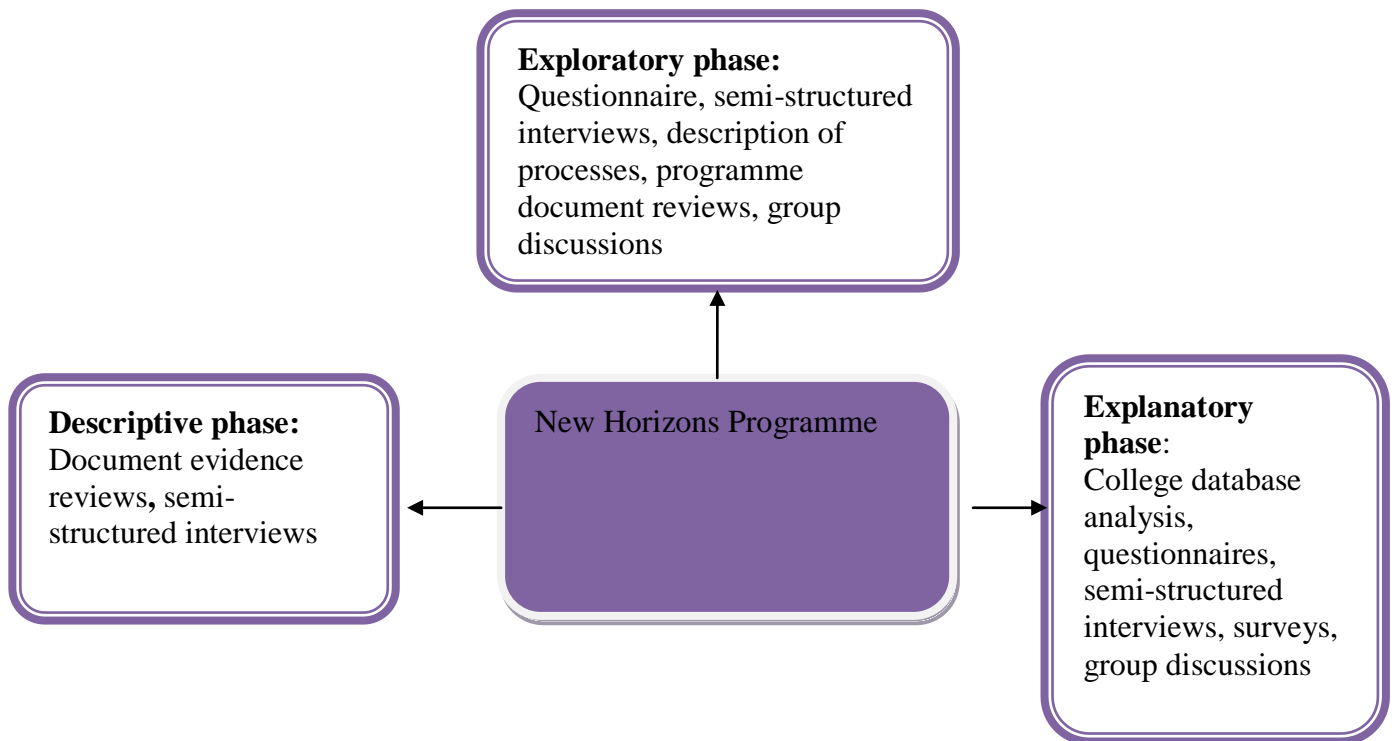 Exploratory phase:
Questionnaire, semi-structured
interviews, description of
processes, programme
document reviews, group
discussions
Descriptive phase:
Document evidence
reviews, semi-
structured interviews
New Horizons Programme
Explanatory
phase:
College database
analysis,
questionnaires,
semi-structured
interviews, surveys,
group discussions